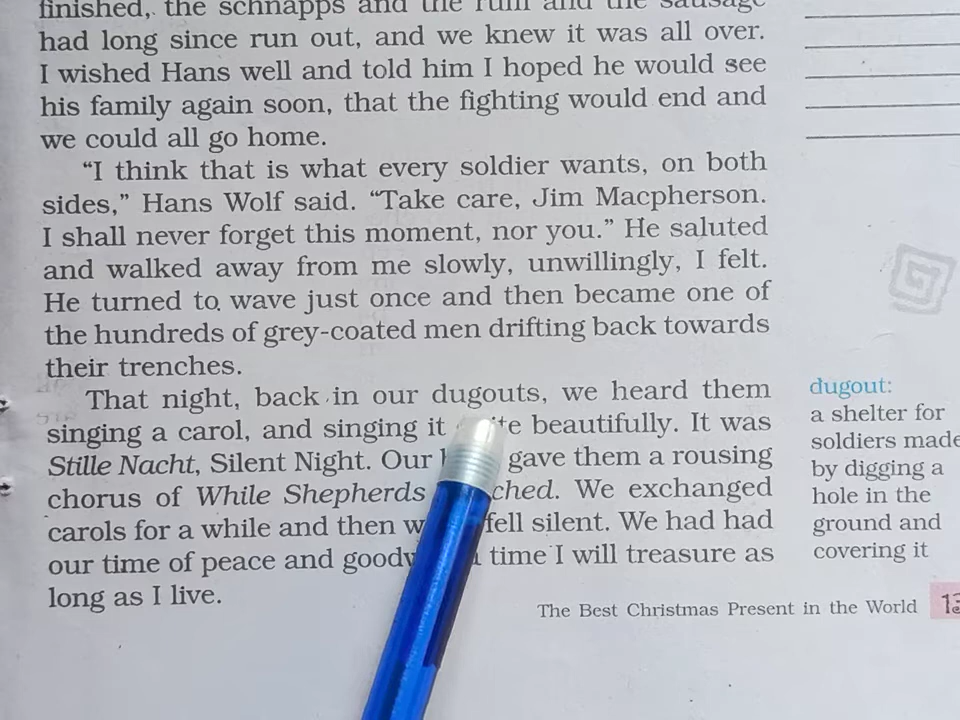 finished, the schnapps and the rum and the sausage
had long since run out, and we knew it was all over.
I wished Hans well and told him I hoped he would see
his family again soon, that the fighting would end and
we could all go home.
“I think that is what every soldier wants, on both
sides,” Hans Wolf said. “Take care, Jim Macpherson.
I shall never forget this moment, nor you.” He saluted
and walked away from me slowly, unwillingly, I felt.
He turned to wave just once and then became one of
the hundreds of grey-coated men drifting back towards
their trenches.
That night, back in our dugouts, we heard them
singing a carol, and singing it beautifully. It was
Stille Nacht, Silent Night. Our gave them a rousing
chorus of While Shepherds. We exchanged
carols for a while and then fell silent. We had had
our time of peace and time I will treasure as
long as I live.
dugout:
a shelter for
soldiers made
by digging a
hole in the
ground and
covering it
The Best Christmas Present in the World